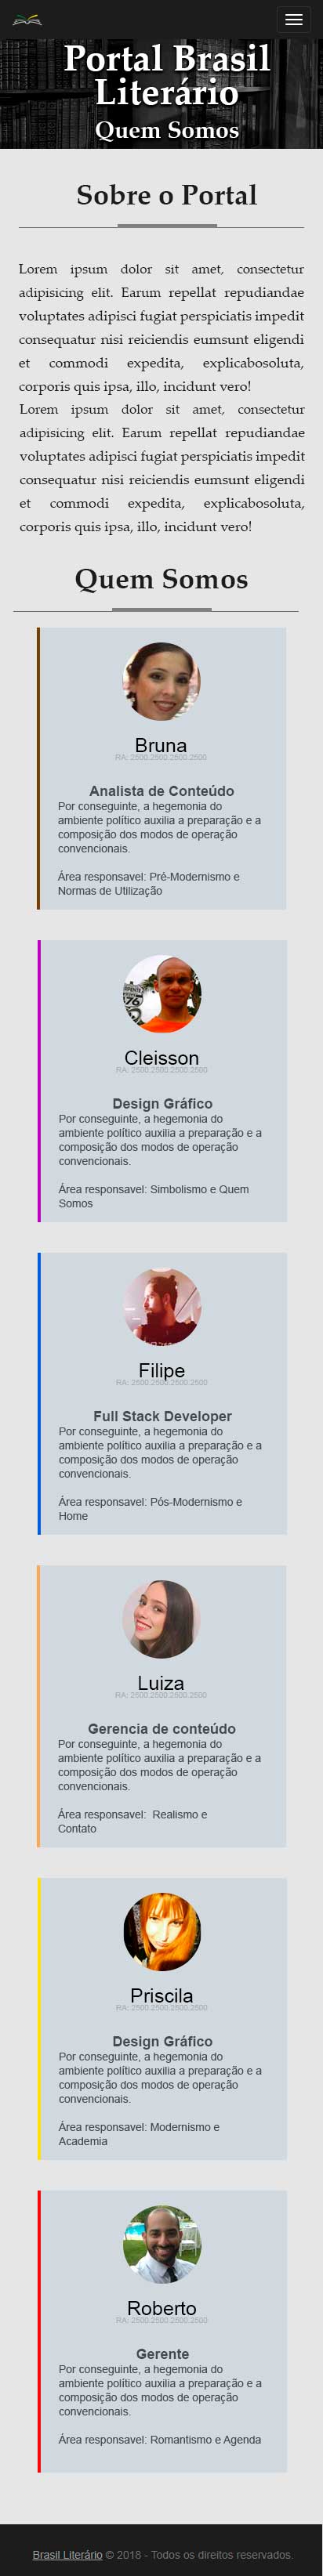 Portal Brasil
Literário
Quem Somos
Sobre o Portal
Lorem ipsum dolor sit amet, consectetur
adipisicing elit. Earum repellat repudiandae
voluptates adipisci fugiat perspiciatis impedit
consequatur nisi reiciendis eumsunt eligendi
et commodi expedita, explicabosoluta,
corporis quis ipsa, illo, incidunt vero!
Lorem ipsum dolor sit amet, consectetur
adipisicing elit. Earum repellat repudiandae
voluptates adipisci fugiat perspiciatis impedit
consequatur nisi reiciendis eumsunt eligendi
et commodi expedita, explicabosoluta,
corporis quis ipsa, illo, incidunt vero!
Quem Somos
Bruna
RA: 2500.2500.2500.2500
Analista de Conteúdo
Por conseguinte, a hegemonia do
ambiente político auxilia a preparação e a
composição dos modos de operação
convencionais.
Área responsavel: Pré-Modernismo e
Normas de Utilização
Cleisson
RA: 2500.2500.2500.2500
Design Gráfico
Por conseguinte, a hegemonia do
ambiente político auxilia a preparação e a
composição dos modos de operação
convencionais.
Área responsavel: Simbolismo e Quem
Somos
Filipe
RA: 2500.2500.2500.2500
Full Stack Developer
Por conseguinte, a hegemonia do
ambiente político auxilia a preparação e a
composição dos modos de operação
convencionais.
Área responsavel: Pós-Modernismo e
Home
Luiza
RA: 2500.2500.2500.2500
Gerencia de conteúdo
Por conseguinte, a hegemonia do
ambiente político auxilia a preparação e a
composição dos modos de operação
convencionais.
Área responsavel: Realismo e
Contato
Priscila
RA: 2500.2500.2500.2500
Design Gráfico
Por conseguinte, a hegemonia do
ambiente político auxilia a preparação e a
composição dos modos de operação
convencionais.
Área responsavel: Modernismo e
Academia
Roberto
RA: 2500.2500.2500.2500
Gerente
Por conseguinte, a hegemonia do
ambiente político auxilia a preparação e a
composição dos modos de operação
convencionais.
Área responsavel: Romantismo e Agenda
Brasil Literário © 2018 - Todos os direitos reservados.